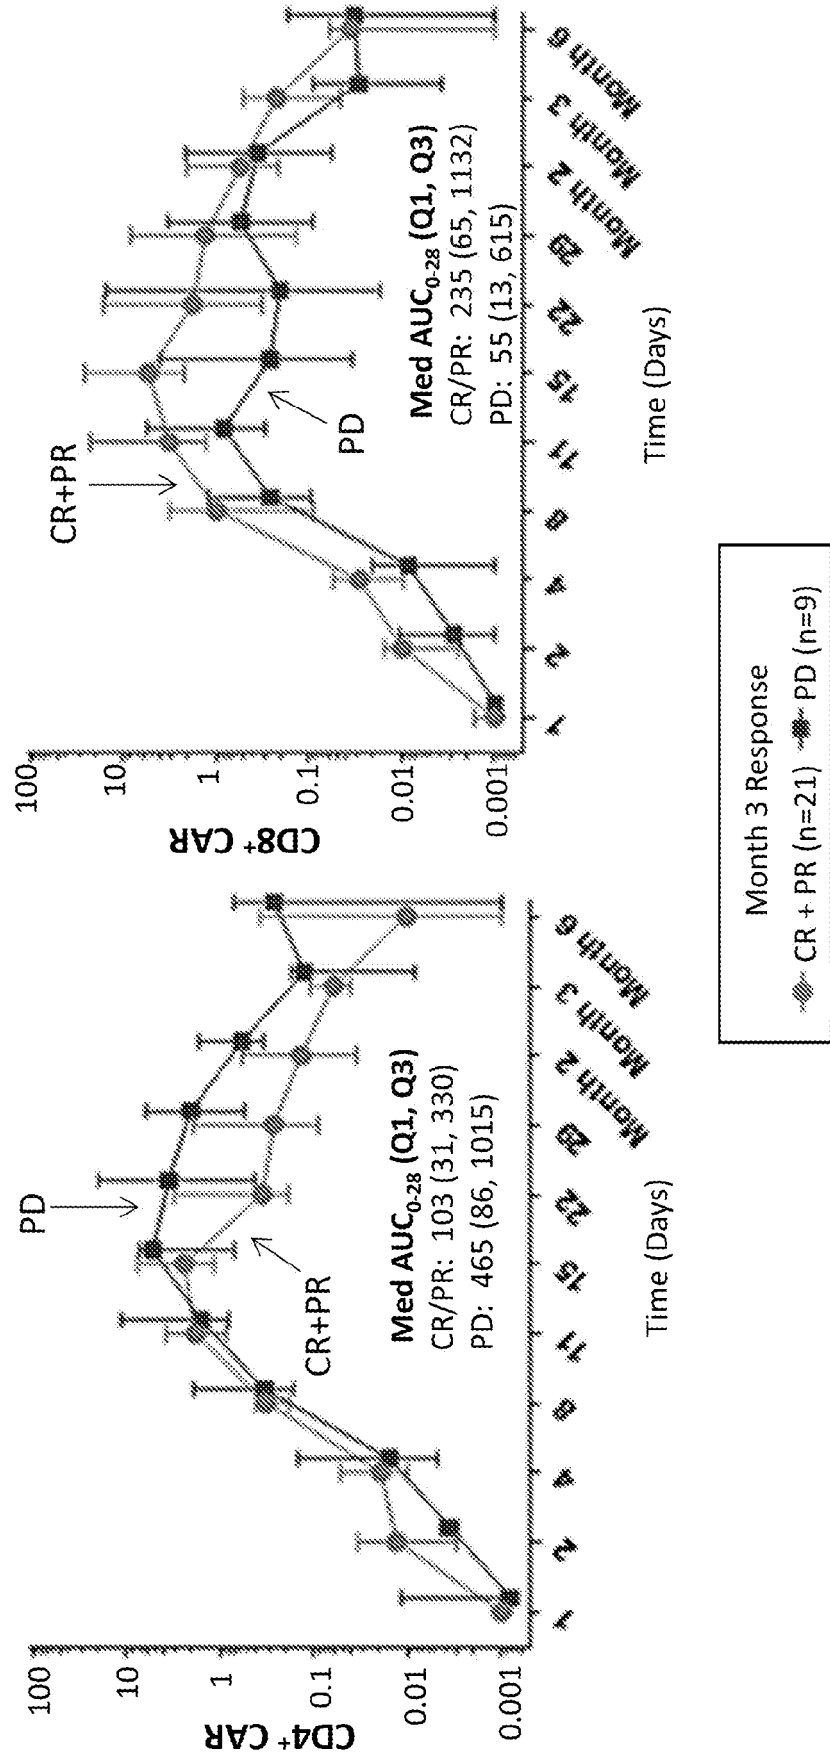 CD4⁺ CAR
100
10
1
0.1
0.01
0.001
PD
CR+PR
Med AUC₀₋₂₈ (Q1, Q3)
CR/PR: 103 (31, 330)
PD: 465 (86, 1015)
1
2
4
8
11
15
22
29
Month 2
Month 3
Month 6
Time (Days)
CD8⁺ CAR
100
10
1
0.1
0.01
0.001
CR+PR
PD
Med AUC₀₋₂₈ (Q1, Q3)
CR/PR: 235 (65, 1132)
PD: 55 (13, 615)
1
2
4
8
11
15
22
29
Month 2
Month 3
Month 6
Time (Days)
Month 3 Response
CR + PR (n=21) PD (n=9)